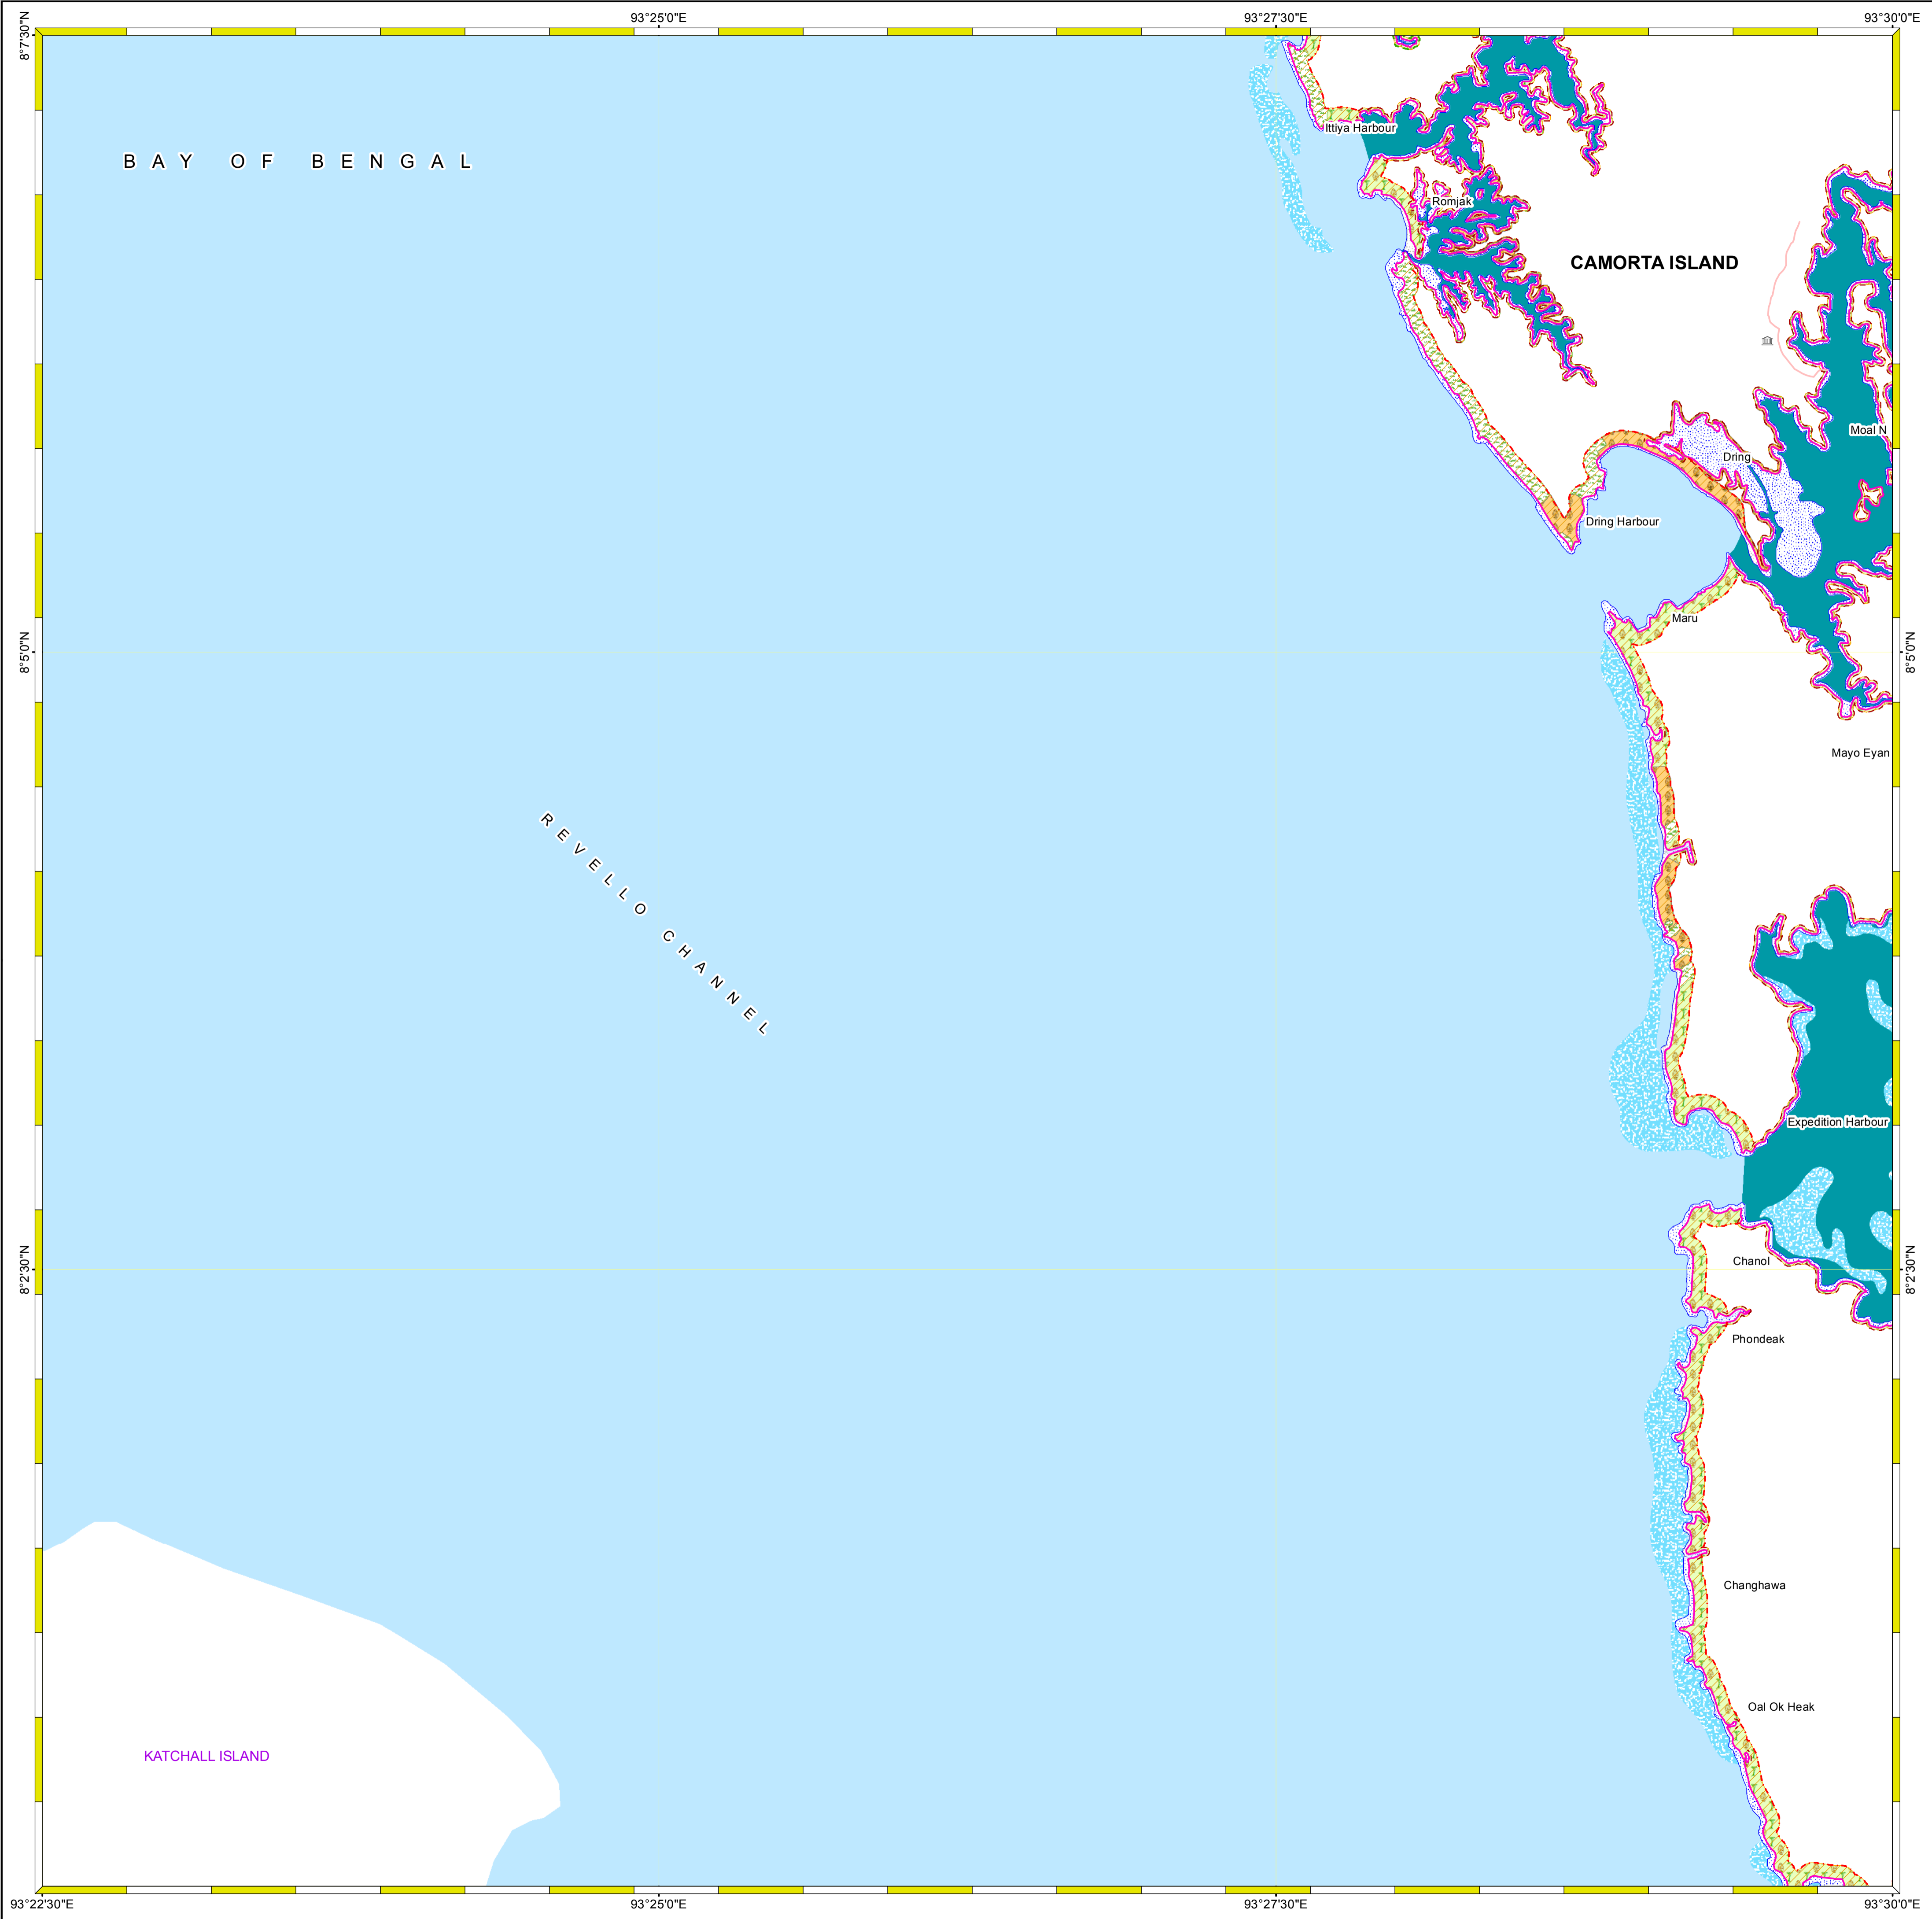 93°25'0"E
93°27'30"E
93°30'0"E
8°7'30"N
BAY OF BENGAL
Ittiya Harbour
Romjak
CAMORTA ISLAND
Moal N
Dring
Dring Harbour
Maru
8°5'0"N
8°5'0"N
Mayo Eyan
REVELLO CHANNEL
Expedition Harbour
Chanol
8°2'30"N
8°2'30"N
Phondeak
Changhawa
Oal Ok Heak
KATCHALL ISLAND
93°22'30"E
93°25'0"E
93°27'30"E
93°30'0"E